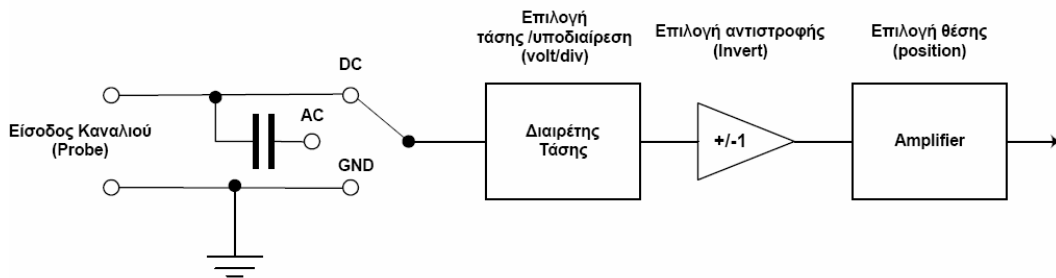 Επιλογή
τάσης /υποδιαίρεση
(volt/div)
Επιλογή αντιστροφής
(Invert)
Επιλογή θέσης
(position)
DC
AC
GND
Είσοδος Καναλιού
(Probe)
Διαιρέτης
Τάσης
+/-1
Amplifier